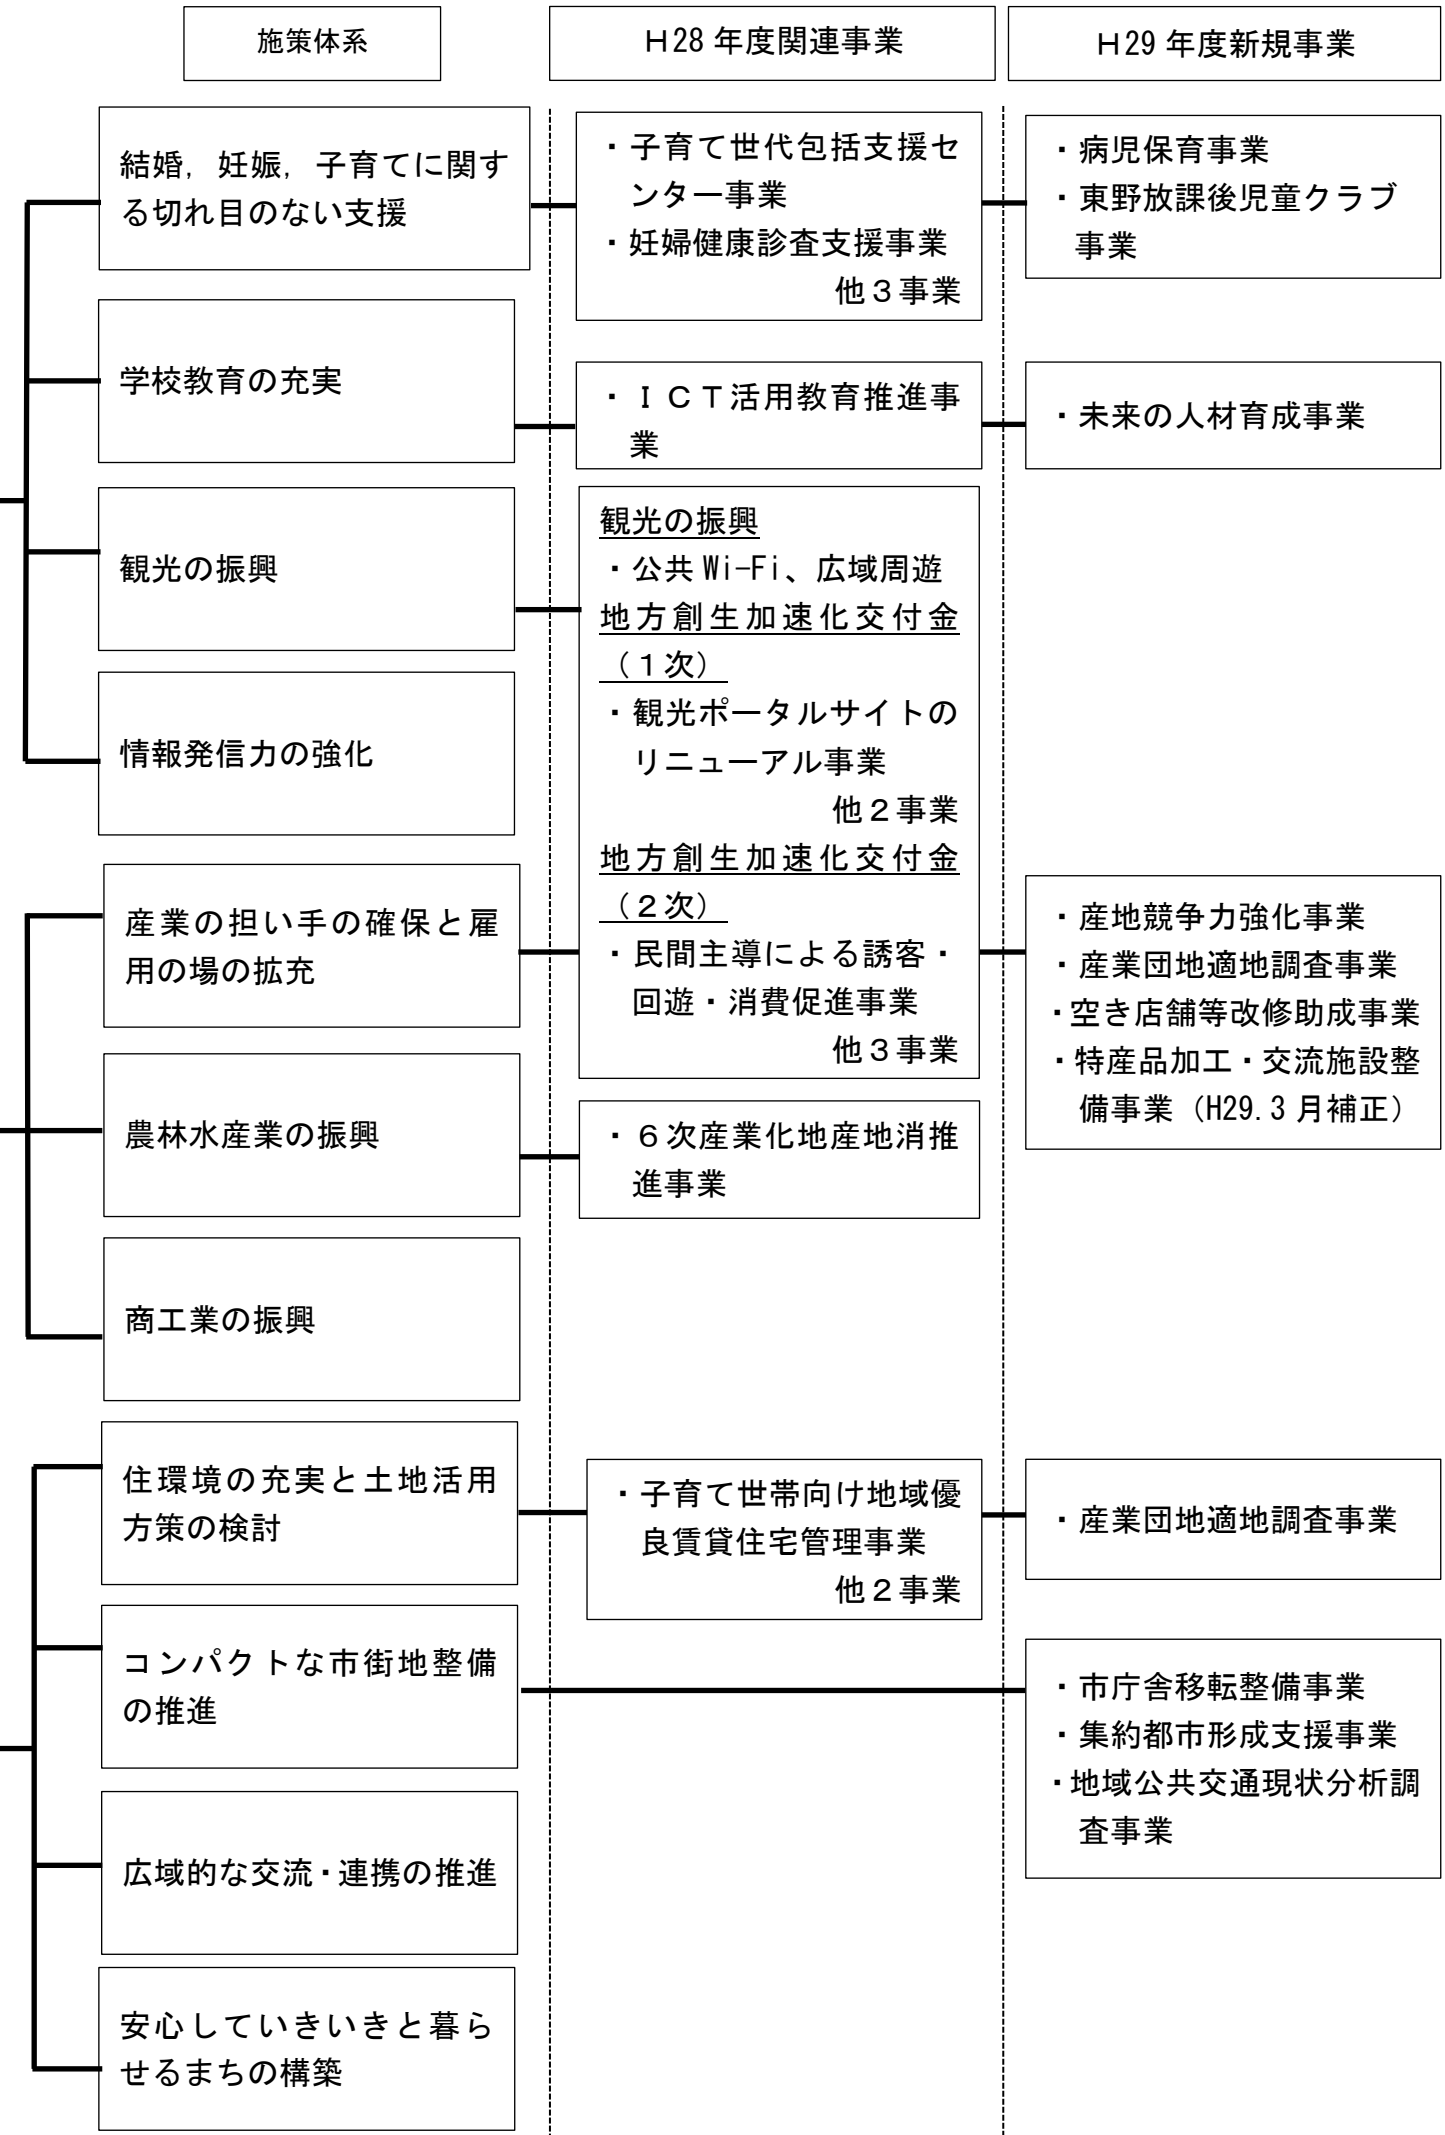 施策体系
H28年度関連事業
H29年度新規事業
結婚，妊娠，子育てに関す
る切れ目のない支援
・子育て世代包括支援セ
ンター事業
・妊婦健康診査支援事業
他３事業
・病児保育事業
・東野放課後児童クラブ
事業
学校教育の充実
・ＩＣＴ活用教育推進事
業
・未来の人材育成事業
観光の振興
情報発信力の強化
産業の担い手の確保と雇
用の場の拡充
観光の振興
・公共Wi-Fi、広域周遊
地方創生加速化交付金
（１次）
・観光ポータルサイトの
リニューアル事業
他２事業
地方創生加速化交付金
（２次）
・民間主導による誘客・
回遊・消費促進事業
他３事業
・産地競争力強化事業
・産業団地適地調査事業
・空き店舗等改修助成事業
・特産品加工・交流施設整
備事業（H29.3月補正）
農林水産業の振興
・６次産業化地産地消推
進事業
商工業の振興
住環境の充実と土地活用
方策の検討
・子育て世帯向け地域優
良賃貸住宅管理事業
他２事業
・産業団地適地調査事業
コンパクトな市街地整備
の推進
・市庁舎移転整備事業
・集約都市形成支援事業
・地域公共交通現状分析調
査事業
広域的な交流・連携の推進
安心していきいきと暮ら
せるまちの構築